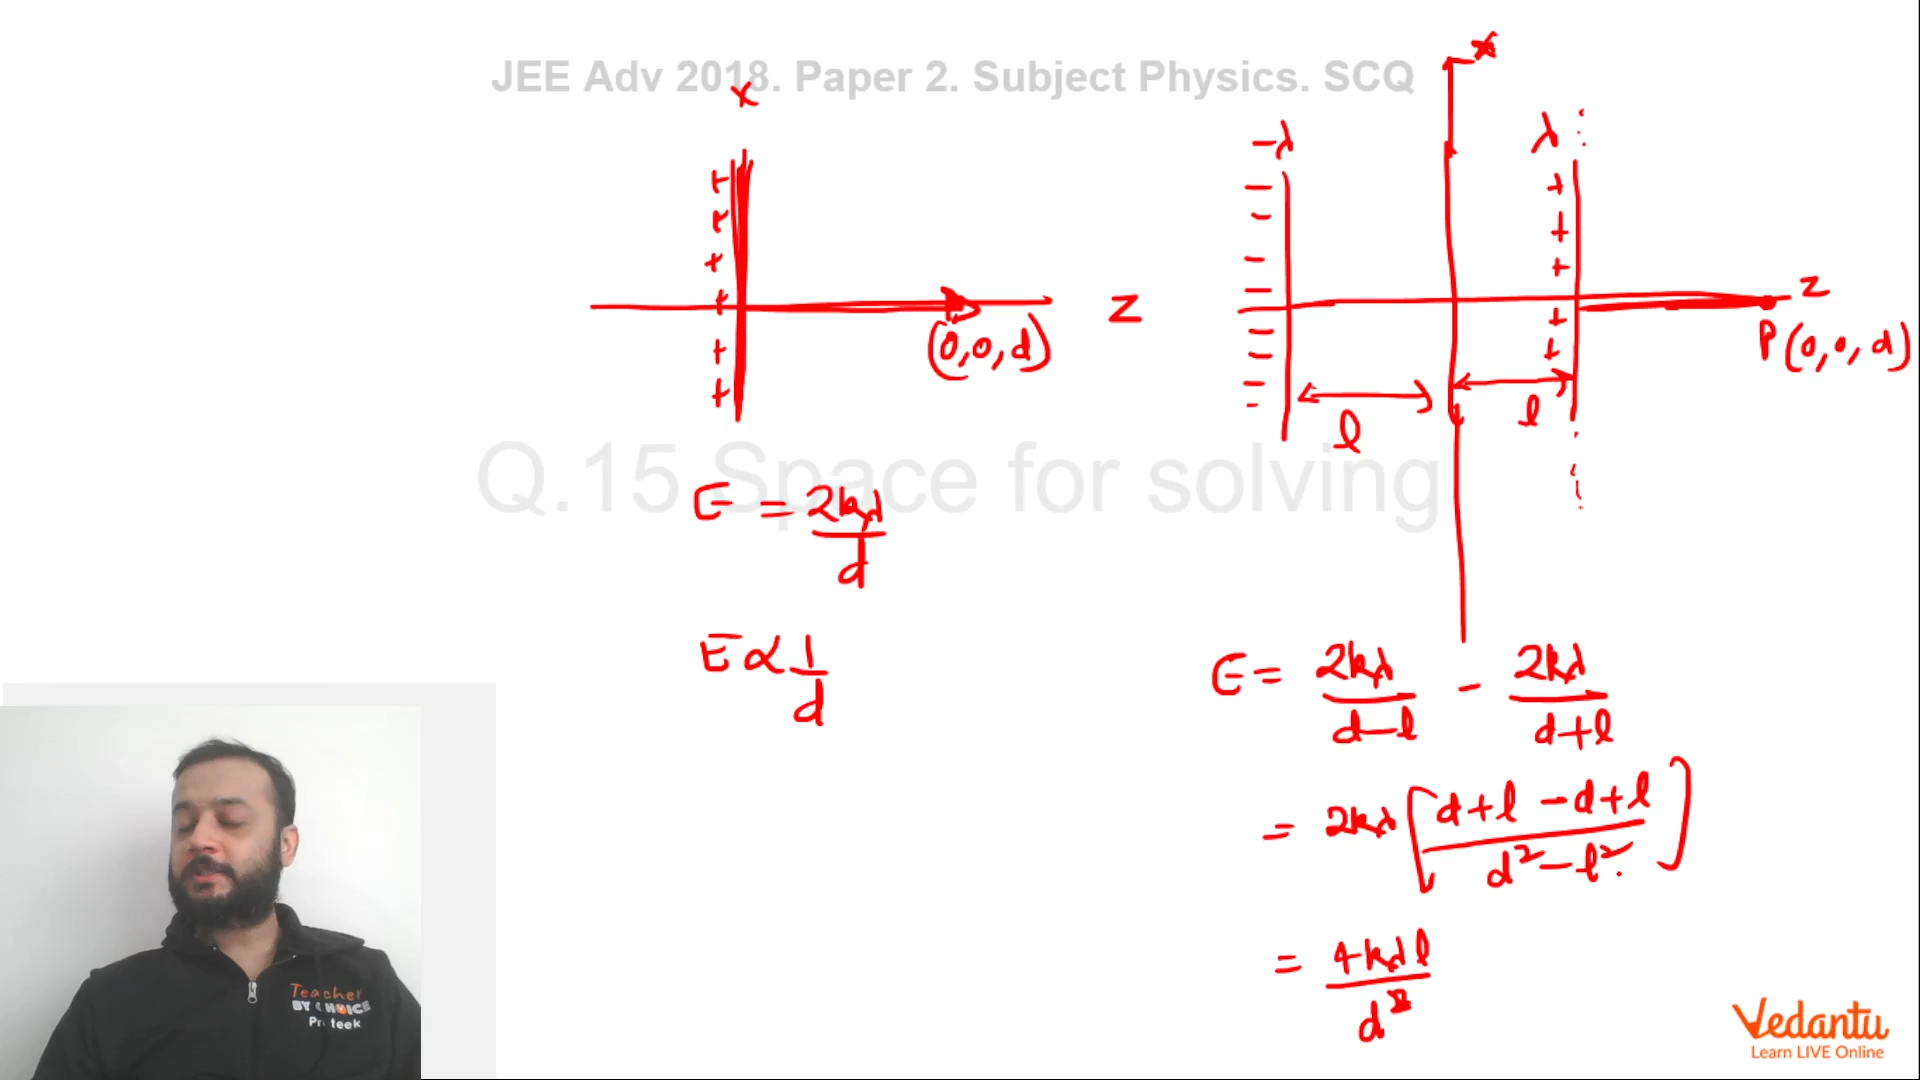 JEE Adv 2018. Paper 2. Subject Physics. SCQ
Q.15 Space for solving
x
+
+
+
+
+
+
z
(0,0,d)
E = 2kλ/d
E ∝ 1/d
x
-λ
λ
+
+
+
+
+
z
P(0,0,d)
l
l
E = 2kλ/d-l - 2kλ/d+l
= 2kλ [d+l -d+l / d²-l²]
= 4kλl/d²
Teacher
BY CHOICE
Prateek
Vedantu
Learn LIVE Online